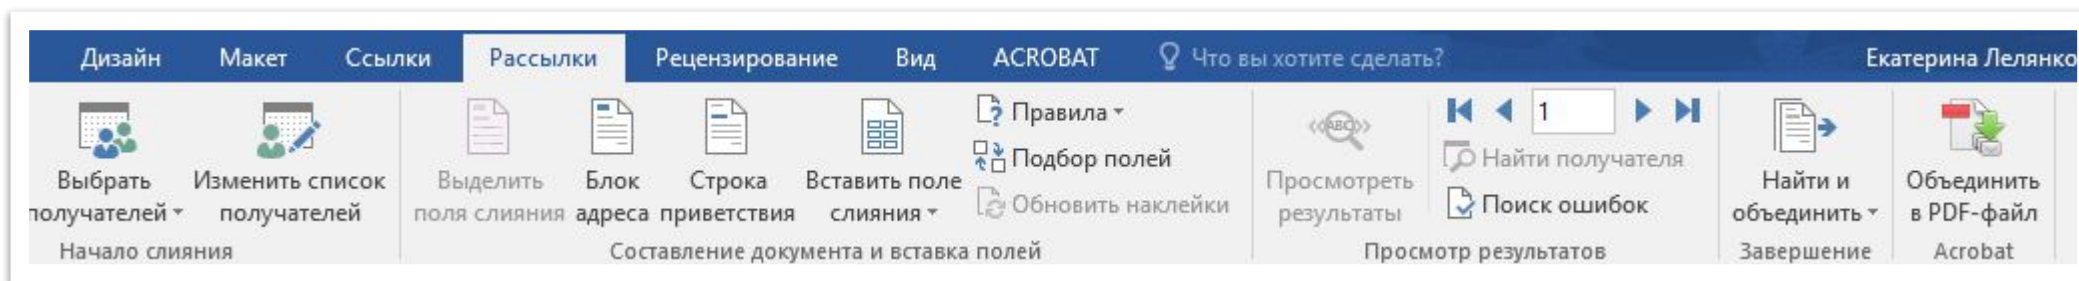 Дизайн Макет Ссылки Рассылки Рецензирование Вид ACROBAT Что вы хотите сделать? Екатерина Лелянко
Выбрать
получателей
Изменить список
получателей
Начало слияния
Выделить
поля слияния
Блок
адреса
Строка
приветствия
Вставить поле
слияния
Правила
Подбор полей
Обновить наклейки
Составление документа и вставка полей
«ABC»
Просмотреть
результаты
1
Найти получателя
Поиск ошибок
Просмотр результатов
Найти и
объединить
Завершение
Объединить
в PDF-файл
Acrobat